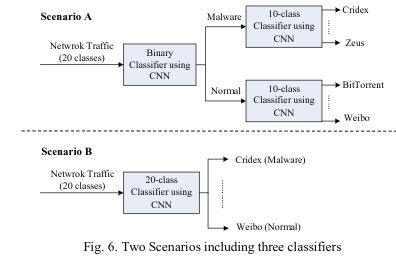 Scenario A
Malware
10-class
Classifier using
CNN
Cridex
Zeus
Netwrok Traffic
(20 classes)
Binary
Classifier using
CNN
Normal
10-class
Classifier using
CNN
BitTorrent
Weibo
Scenario B
Netwrok Traffic
(20 classes)
20-class
Classifier using
CNN
Cridex (Malware)
Weibo (Normal)
Fig. 6. Two Scenarios including three classifiers